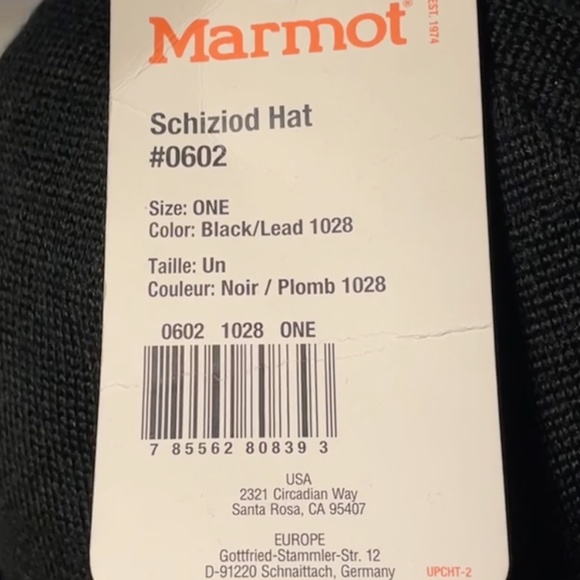 Marmot®
EST. 1974
Schiziod Hat
#0602
Size: ONE
Color: Black/Lead 1028
Taille: Un
Couleur: Noir / Plomb 1028
0602 1028 ONE
7 85562 80839 3
USA
2321 Circadian Way
Santa Rosa, CA 95407
EUROPE
Gottfried-Stammler-Str. 12
D-91220 Schnaittach, Germany
UPCHT-2